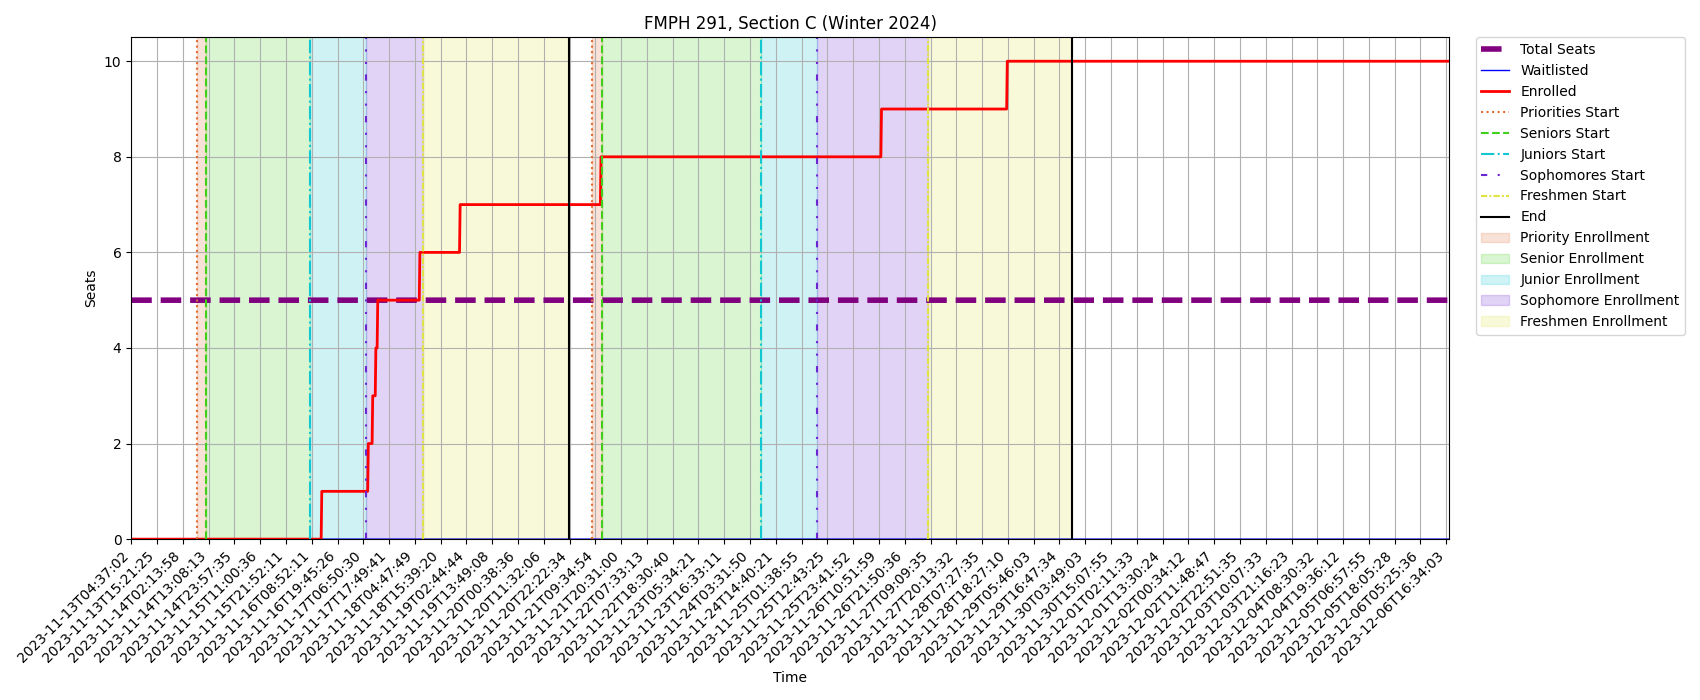 FMPH 291, Section C (Winter 2024)
10
8
6
4
2
0
Seats
2023-11-13T04:37:02
2023-11-13T15:21:23
2023-11-14T02:13:58
2023-11-14T13:08:13
2023-11-14T23:57:35
2023-11-15T11:00:36
2023-11-15T21:52:11
2023-11-16T08:52:11
2023-11-16T19:45:26
2023-11-17T06:50:30
2023-11-17T17:49:41
2023-11-18T04:47:49
2023-11-18T15:39:20
2023-11-19T02:44:44
2023-11-19T13:49:08
2023-11-20T00:38:36
2023-11-20T11:32:06
2023-11-20T22:22:34
2023-11-21T09:34:54
2023-11-21T20:31:00
2023-11-22T07:33:13
2023-11-22T18:30:40
2023-11-23T05:34:21
2023-11-23T16:33:11
2023-11-24T03:31:50
2023-11-24T14:40:21
2023-11-25T01:38:55
2023-11-25T12:43:25
2023-11-25T23:41:52
2023-11-26T10:51:59
2023-11-26T21:50:36
2023-11-27T09:09:35
2023-11-27T20:13:32
2023-11-28T07:27:35
2023-11-28T18:27:10
2023-11-29T05:46:03
2023-11-29T16:47:34
2023-11-30T03:49:03
2023-11-30T15:07:55
2023-12-01T02:11:33
2023-12-01T13:30:24
2023-12-02T00:34:12
2023-12-02T11:48:47
2023-12-02T22:51:35
2023-12-03T10:07:33
2023-12-03T21:16:23
2023-12-04T08:30:32
2023-12-04T19:36:12
2023-12-05T06:57:55
2023-12-05T18:05:28
2023-12-06T05:25:36
2023-12-06T16:34:03
Time
Total Seats
Waitlisted
Enrolled
Priorities Start
Seniors Start
Juniors Start
Sophomores Start
Freshmen Start
End
Priority Enrollment
Senior Enrollment
Junior Enrollment
Sophomore Enrollment
Freshmen Enrollment